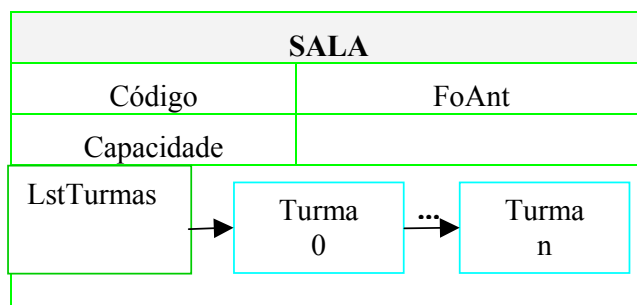 SALA
Código FoAnt
Capacidade
LstTurmas
Turma
0
...
Turma
n